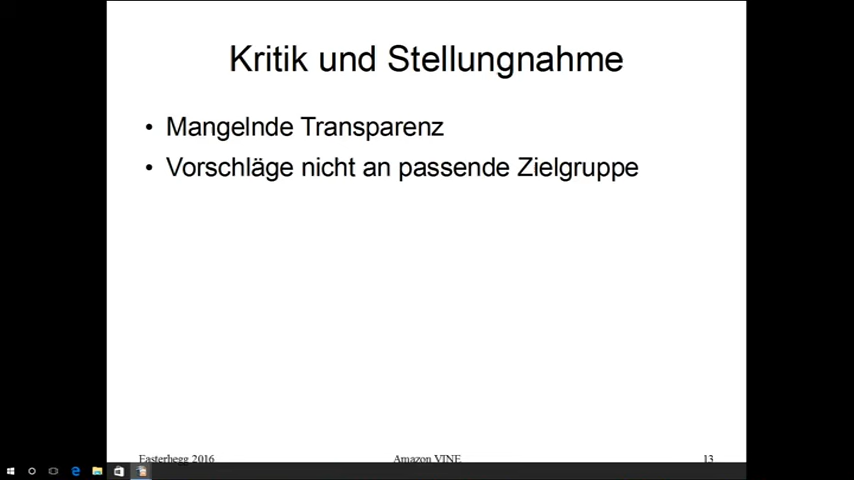 Kritik und Stellungnahme
• Mangelnde Transparenz
• Vorschläge nicht an passende Zielgruppe
Easterhegg 2016 Amazon VINE 13